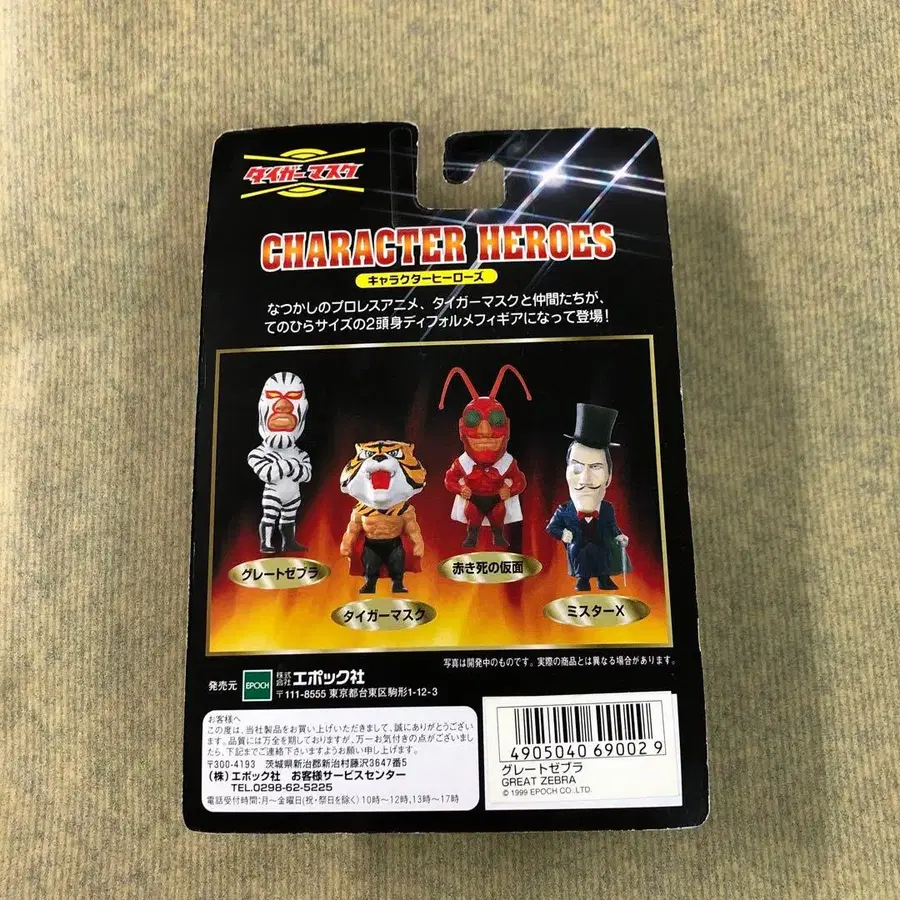 タイガーマスク
CHARACTER HEROES
キャラクターヒーローズ
なつかしのプロレスアニメ、タイガーマスクと仲間たちが、
てのひらサイズの2頭身ディフォルメフィギアになって登場!
グレートゼブラ
タイガーマスク
赤き死の仮面
ミスターX
写真は開発中のものです。実際の商品とは異なる場合があります。
発売元 EPOCH 株式会社エポック社
〒111-8555 東京都台東区駒形1-12-3
お客様へ
この度は、当社製品をお買い上げいただきまして、誠にありがとうござい
ます。品質には万全を期しておりますが、万一お気付きの点がございまし
たら、下記までご連絡下さいますようお願い申し上げます。
〒300-4193 茨城県新治郡新治村藤沢3647番5
(株)エポック社 お客様サービスセンター
TEL.0298-62-5225
電話受付時間:月〜金曜日(祝・祭日を除く)10時〜12時,13時〜17時
4905040 690029
グレートゼブラ
GREAT ZEBRA
© 1999 EPOCH CO.,LTD.